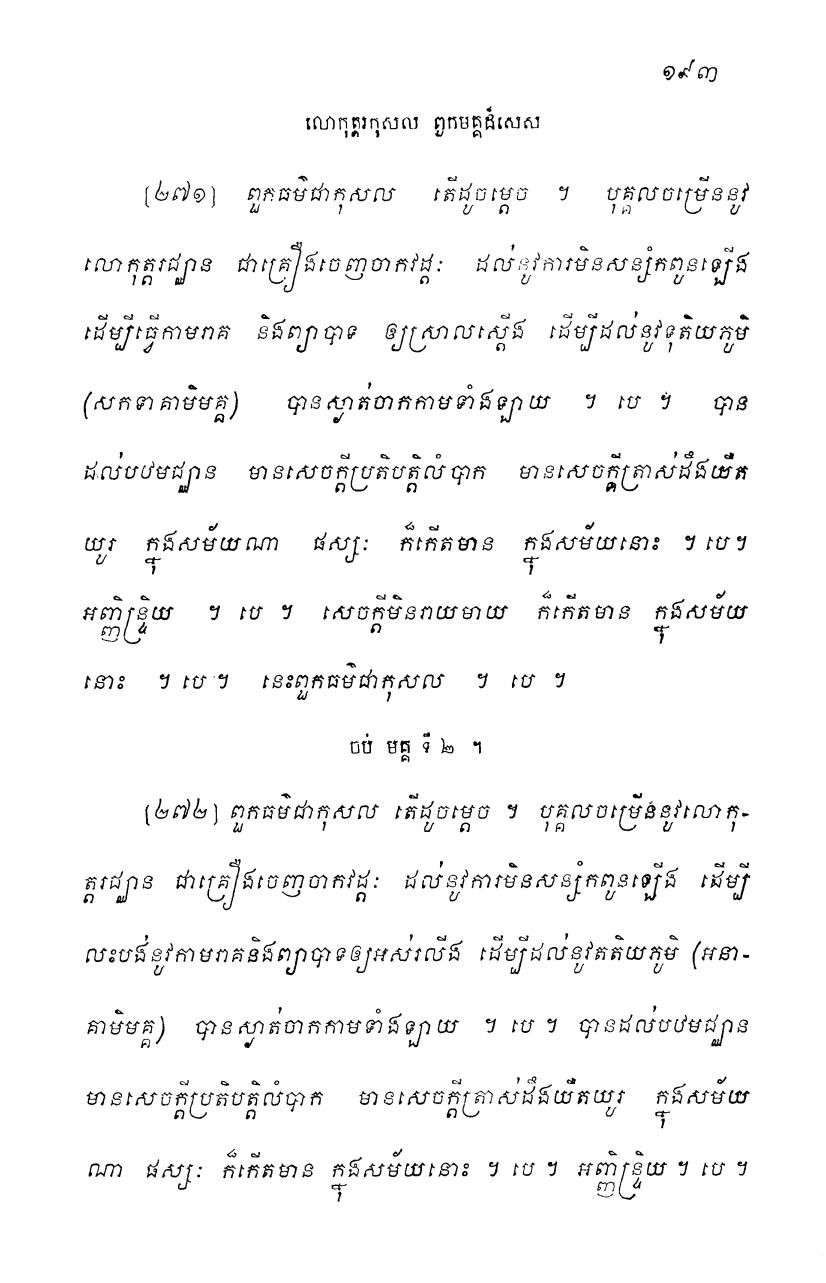 ១៩៣
លោកុត្តរកុសល ពួកមគ្គដ៏សេស
[២៧១] ពួកធម៌ជាកុសល តើដូចម្តេច ។ បុគ្គលចម្រើននូវ
លោកុត្តរជ្ឈាន ជាគ្រឿងចេញចាកវដ្តៈ ដល់នូវការមិនសន្សំកពូនឡើង
ដើម្បីធ្វើកាមរាគ និងព្យាបាទ ឲ្យស្រាលស្តើង ដើម្បីដល់នូវទុតិយភូមិ
(សកទាគាមិមគ្គ) បានស្ងាត់ចាកកាមទាំងឡាយ ។ បេ ។ បាន
ដល់បឋមជ្ឈាន មានសេចក្តីប្រតិបត្តិលំបាក មានសេចក្តីត្រាស់ដឹងយឺត
យូរ ក្នុងសម័យណា ផស្សៈ ក៏កើតមាន ក្នុងសម័យនោះ ។ បេ ។
អញ្ញិន្ទ្រិយ ។ បេ ។ សេចក្តីមិនរាយមាយ ក៏កើតមាន ក្នុងសម័យ
នោះ ។ បេ ។ នេះពួកធម៌ជាកុសល ។ បេ ។
ចប់ មគ្គ ទី ២ ។
[២៧២] ពួកធម៌ជាកុសល តើដូចម្តេច ។ បុគ្គលចម្រើននូវលោកុ-
ត្តរជ្ឈាន ជាគ្រឿងចេញចាកវដ្តៈ ដល់នូវការមិនសន្សំកពូនឡើង ដើម្បី
លះបង់នូវកាមរាគនិងព្យាបាទឲ្យអស់រលីង ដើម្បីដល់នូវតតិយភូមិ (អនា-
គាមិមគ្គ) បានស្ងាត់ចាកកាមទាំងឡាយ ។ បេ ។ បានដល់បឋមជ្ឈាន
មានសេចក្តីប្រតិបត្តិលំបាក មានសេចក្តីត្រាស់ដឹងយឺតយូរ ក្នុងសម័យ
ណា ផស្សៈ ក៏កើតមាន ក្នុងសម័យនោះ ។ បេ ។ អញ្ញិន្ទ្រិយ ។ បេ ។